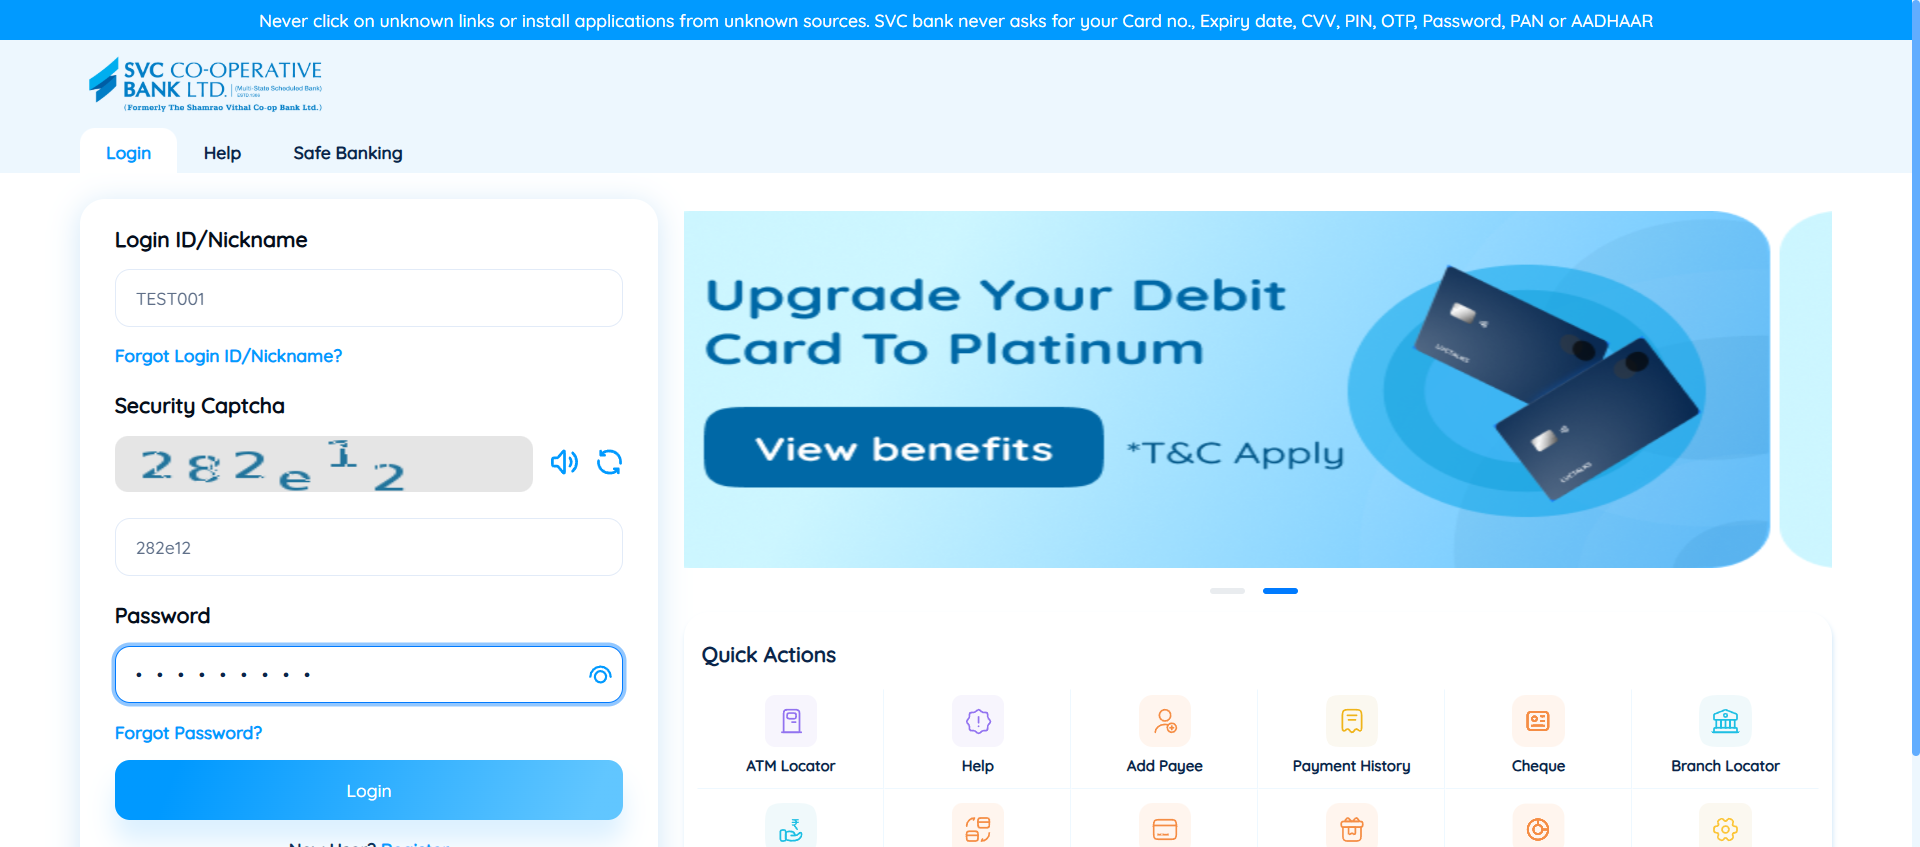 Never click on unknown links or install applications from unknown sources. SVC bank never asks for your Card no., Expiry date, CVV, PIN, OTP, Password, PAN or AADHAAR
SVC CO-OPERATIVE
BANK LTD. (Multi-State Scheduled Bank)
(Formerly The Shamrao Vithal Co-op Bank Ltd.)
Login
Help
Safe Banking
Login ID/Nickname
TEST001
Forgot Login ID/Nickname?
Security Captcha
282e12
282e12
Password
Forgot Password?
Login
Upgrade Your Debit
Card To Platinum
View benefits
*T&C Apply
Quick Actions
ATM Locator
Help
Add Payee
Payment History
Cheque
Branch Locator